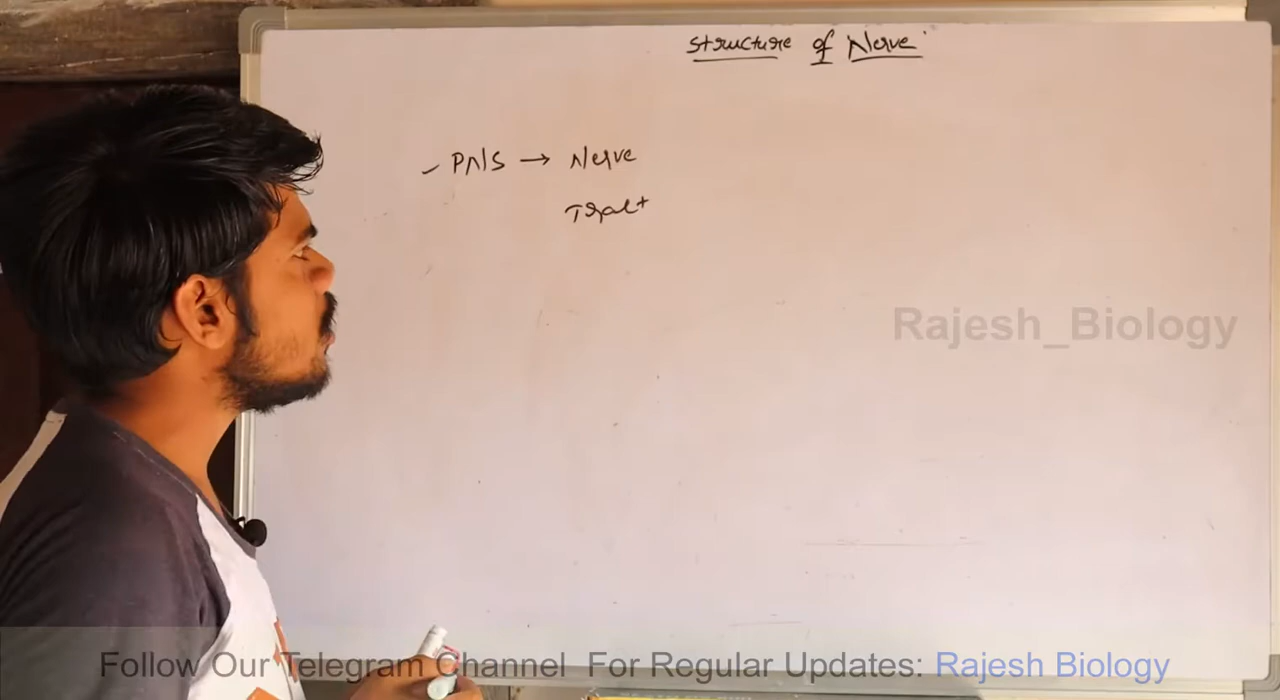 Structure of Nerve
PNS → Nerve
Tract
Rajesh_Biology
Follow Our Telegram Channel For Regular Updates: Rajesh Biology